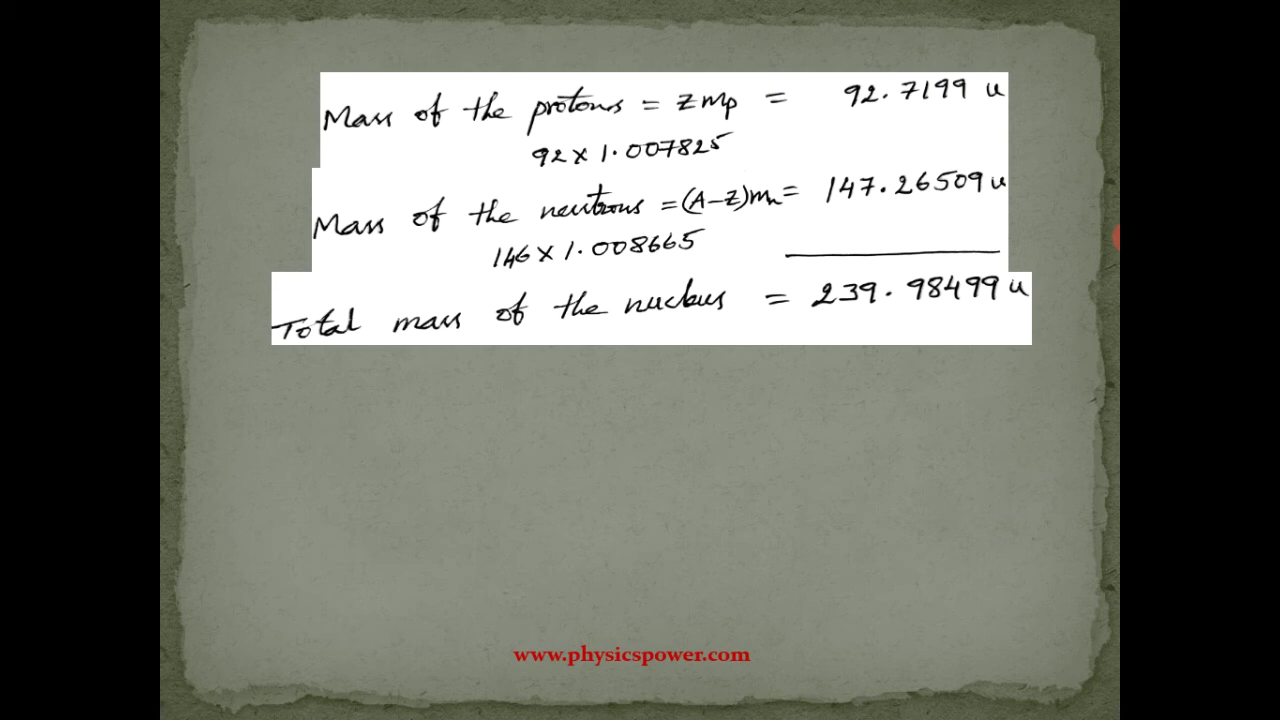 Mass of the protons = Z mp = 92.7199 u
92 × 1.007825
Mass of the neutrons = (A-Z)mn = 147.26509 u
146 × 1.008665
Total mass of the nucleus = 239.98499 u
www.physicspower.com